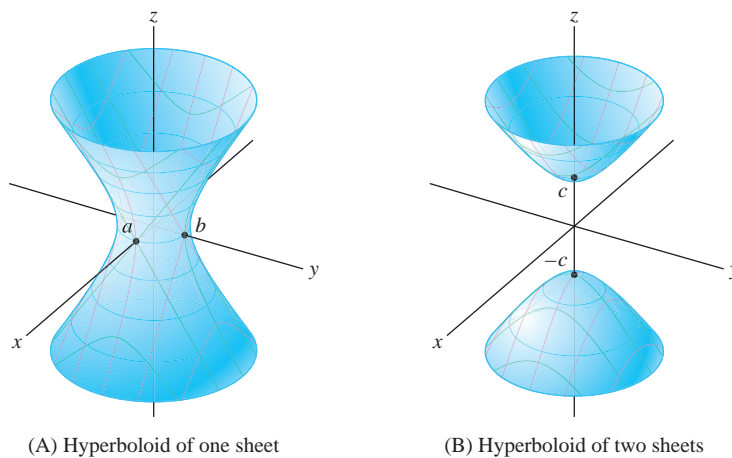 z
a
b
y
x
(A) Hyperboloid of one sheet
z
c
−c
y
x
(B) Hyperboloid of two sheets